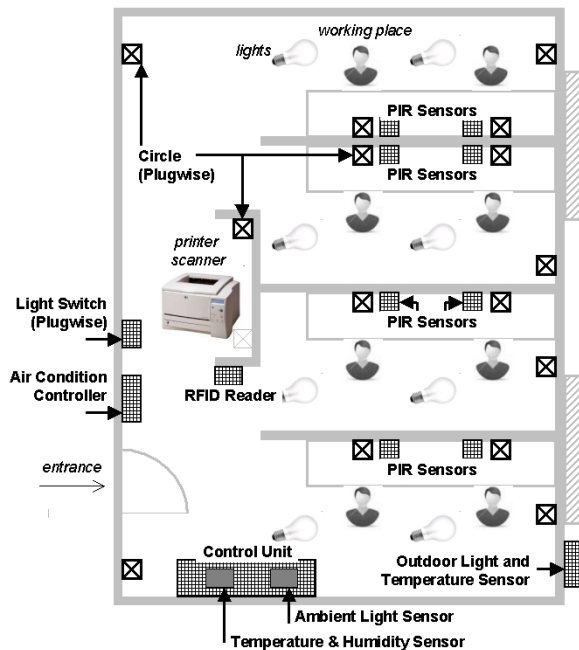 working place
lights
PIR Sensors
Circle
(Plugwise)
PIR Sensors
printer
scanner
Light Switch
(Plugwise)
PIR Sensors
Air Condition
Controller
RFID Reader
entrance
PIR Sensors
Control Unit
Outdoor Light and
Temperature Sensor
Ambient Light Sensor
Temperature & Humidity Sensor